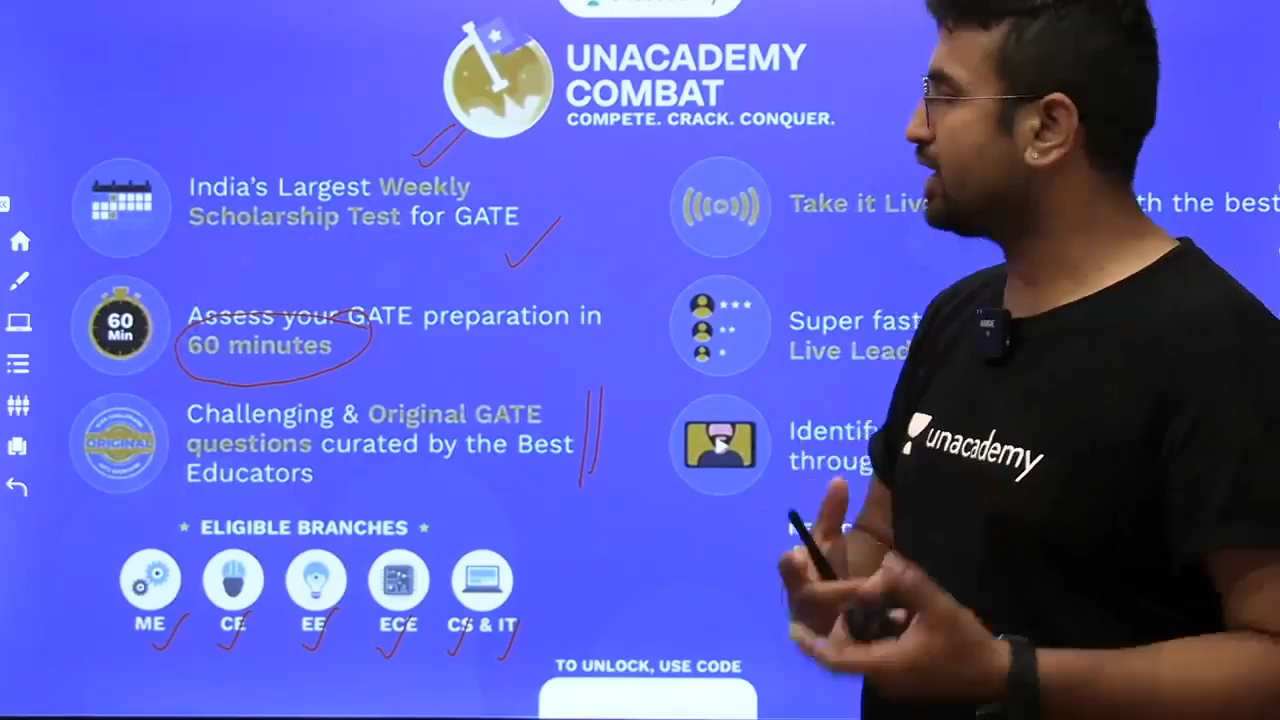 UNACADEMY
COMBAT
COMPETE. CRACK. CONQUER.
India's Largest Weekly
Scholarship Test for GATE
60
Min
Assess your GATE preparation in
60 minutes
ORIGINAL
Challenging & Original GATE
questions curated by the Best
Educators
Take it Liv
th the best
Super fast
Live Lead
Identify
throug
★ ELIGIBLE BRANCHES ★
ME
CE
EE
ECE
CS & IT
TO UNLOCK, USE CODE
unacademy